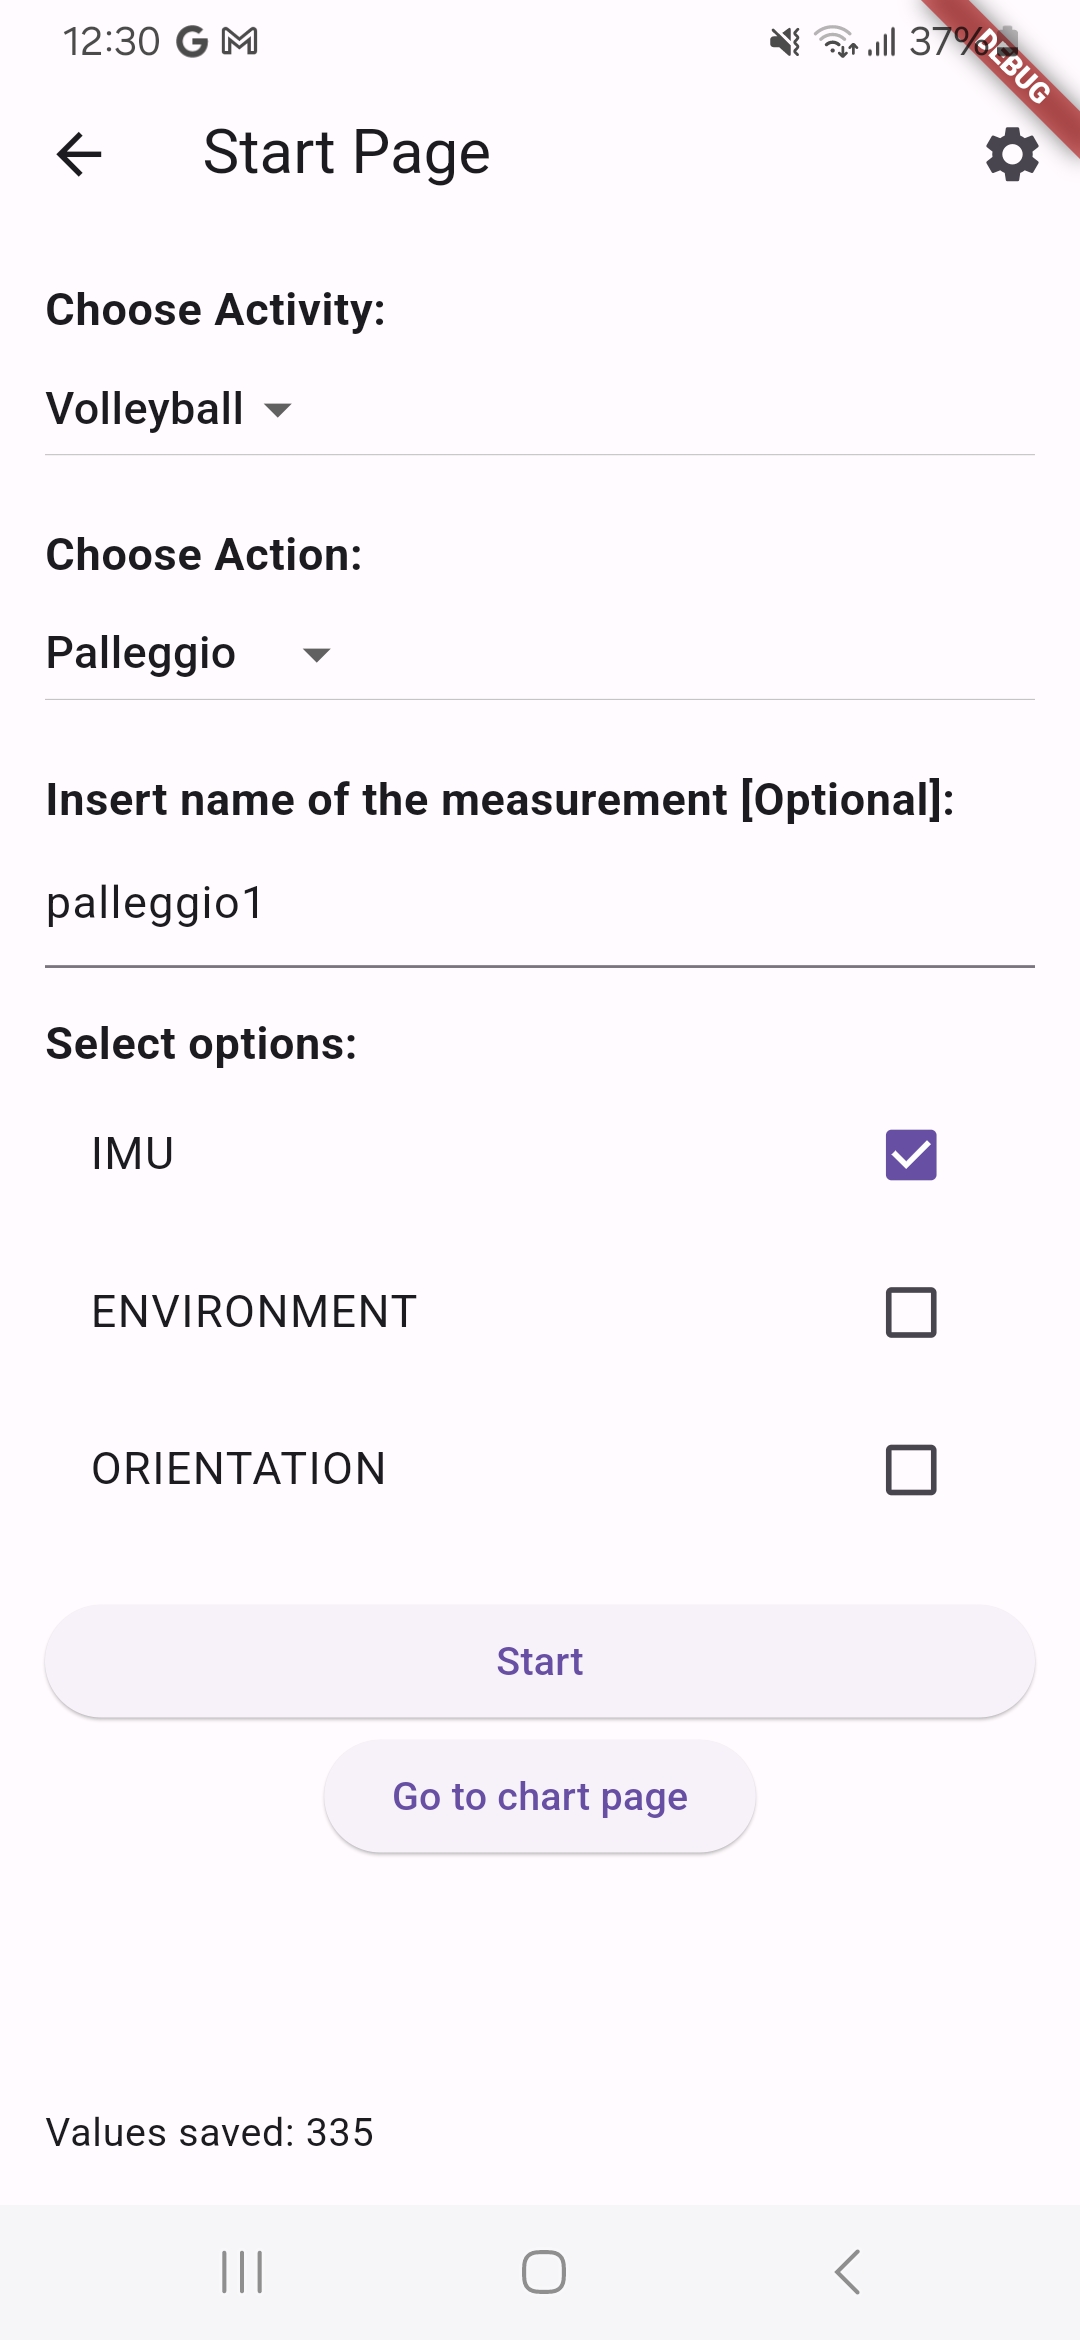 12:30 G M 37%
DEBUG
Start Page
Choose Activity:
Volleyball
Choose Action:
Palleggio
Insert name of the measurement [Optional]:
palleggio1
Select options:
IMU
ENVIRONMENT
ORIENTATION
Start
Go to chart page
Values saved: 335